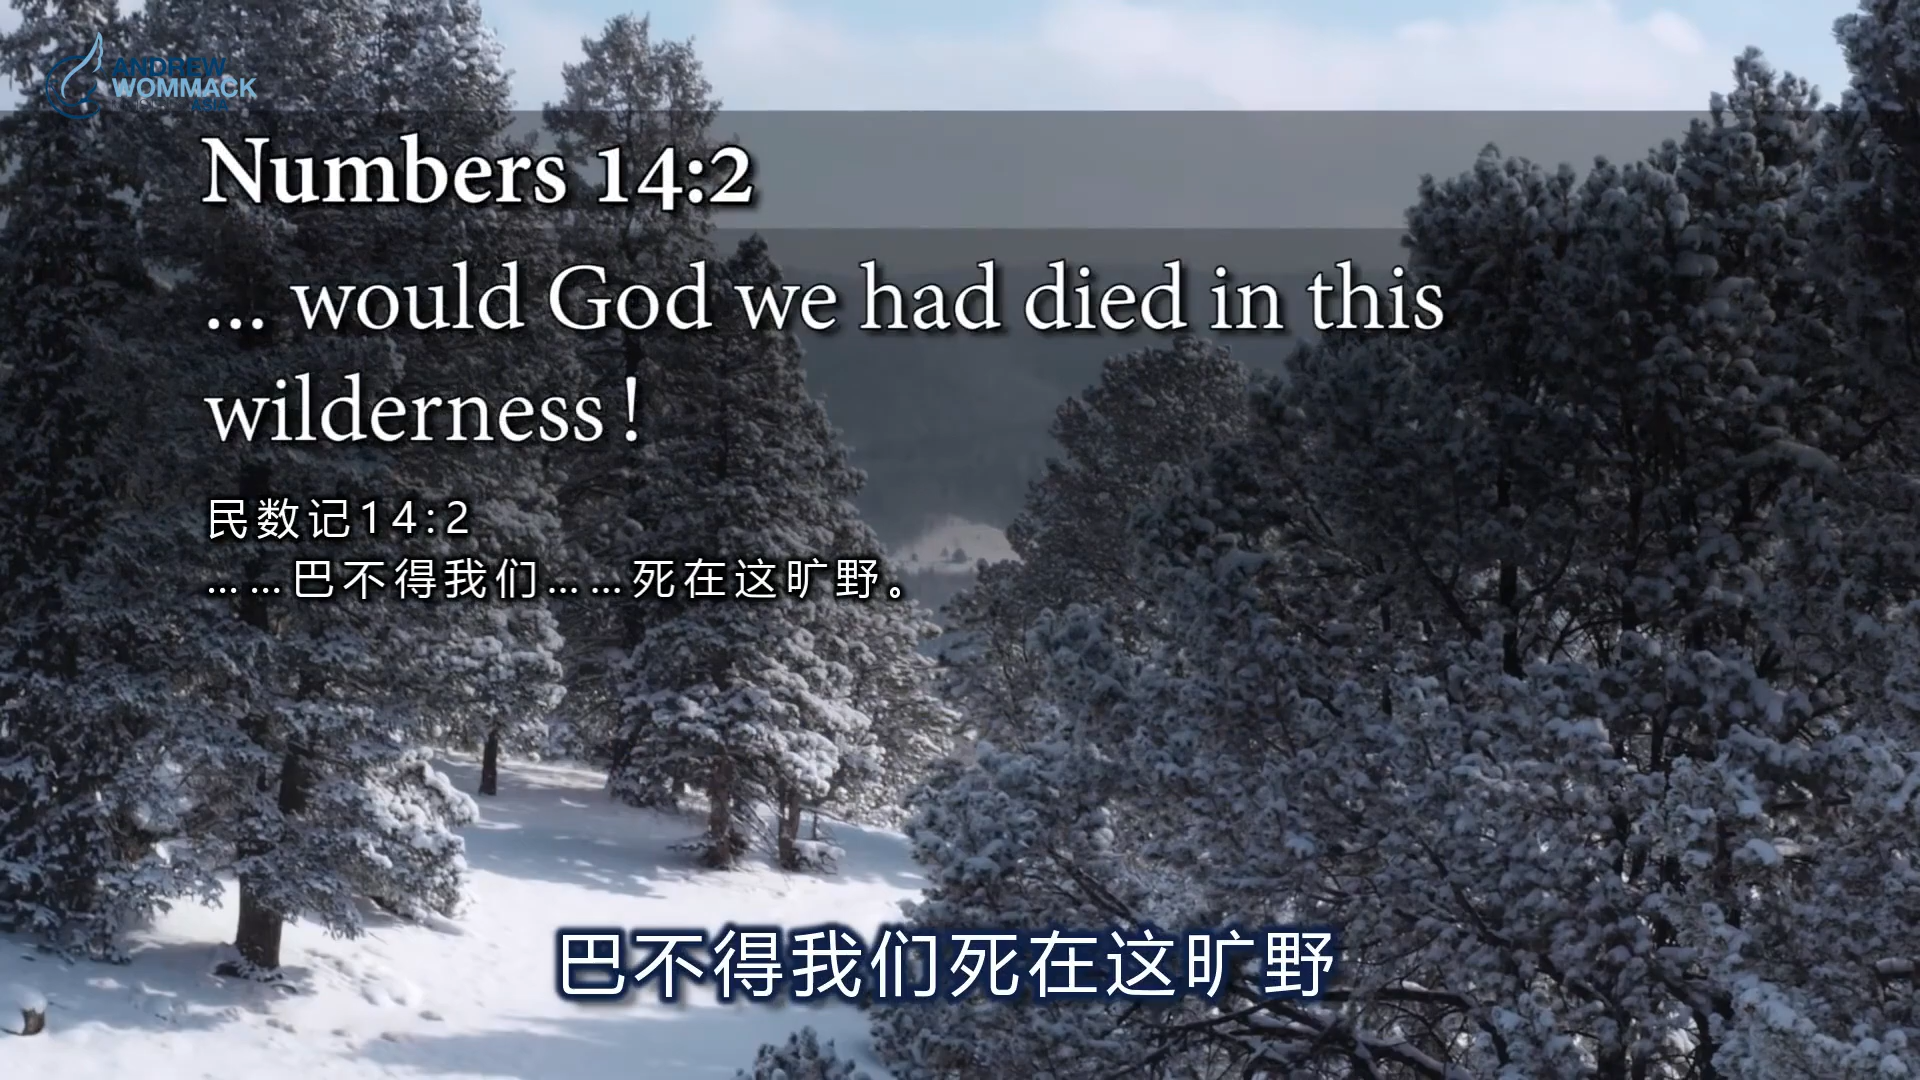 ANDREW
WOMMACK
ASIA
Numbers 14:2
... would God we had died in this
wilderness!
民数记14:2
……巴不得我们……死在这旷野。
巴不得我们死在这旷野